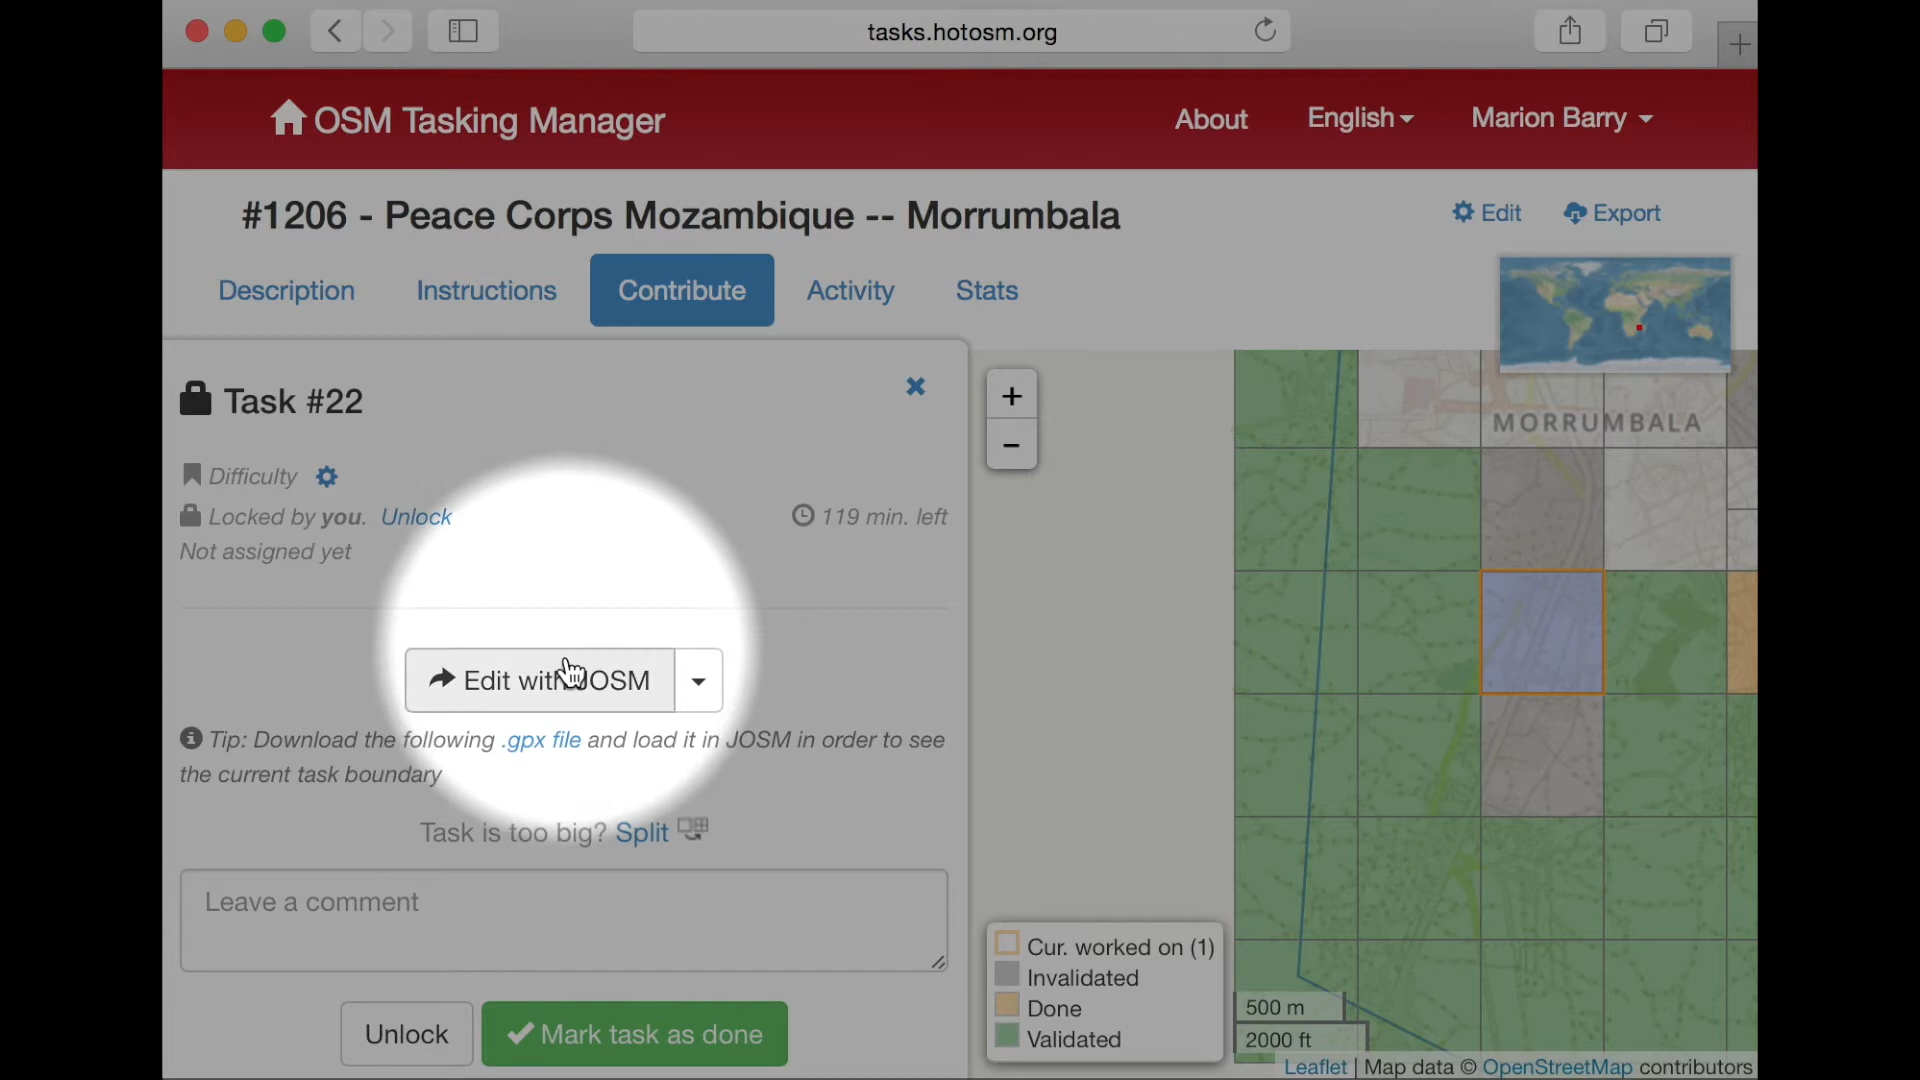 tasks.hotosm.org
OSM Tasking Manager
About
English
Marion Barry
#1206 - Peace Corps Mozambique -- Morrumbala
Edit
Export
Description
Instructions
Contribute
Activity
Stats
Task #22
Difficulty
Locked by you. Unlock
119 min. left
Not assigned yet
Edit with JOSM
Tip: Download the following .gpx file and load it in JOSM in order to see
the current task boundary
Task is too big? Split
Leave a comment
Unlock
Mark task as done
+
−
MORRUMBALA
Cur. worked on (1)
Invalidated
Done
Validated
500 m
2000 ft
Leaflet | Map data © OpenStreetMap contributors